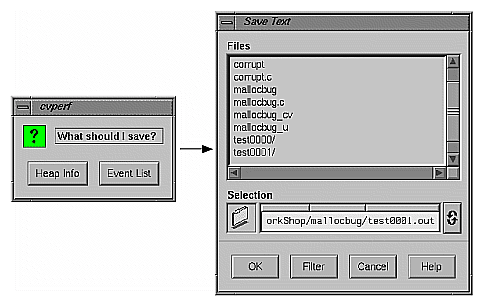 cvperf
What should I save?
Heap Info
Event List
Save Text
Files
corrupt
corrupt.c
mallocbug
mallocbug.c
mallocbug_cv
mallocbug_u
test0000/
test0001/
Selection
orkShop/mallocbug/test0001.out
OK
Filter
Cancel
Help